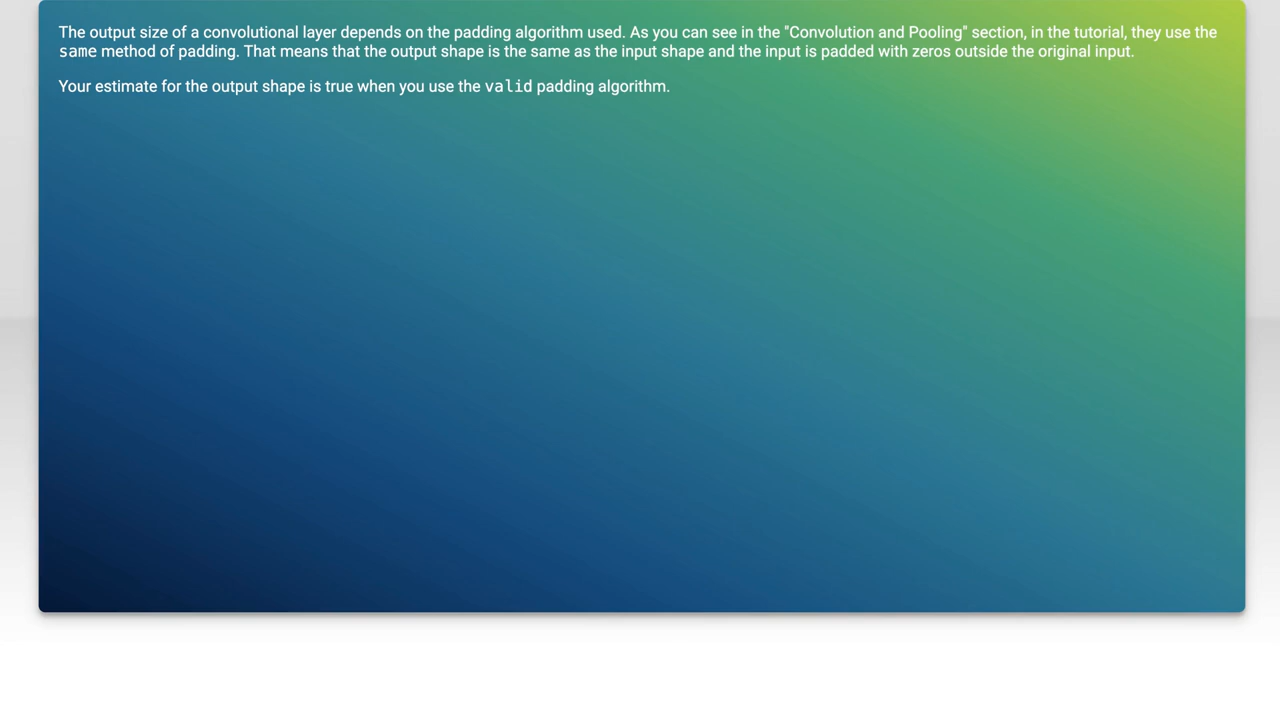 The output size of a convolutional layer depends on the padding algorithm used. As you can see in the "Convolution and Pooling" section, in the tutorial, they use the
same method of padding. That means that the output shape is the same as the input shape and the input is padded with zeros outside the original input.
Your estimate for the output shape is true when you use the valid padding algorithm.